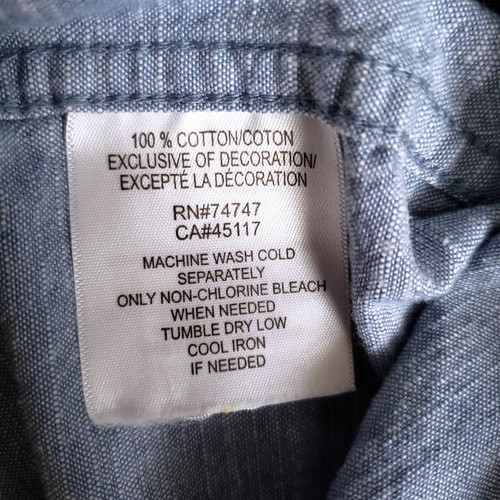 100 % COTTON/COTON
EXCLUSIVE OF DECORATION/
EXCEPTÉ LA DÉCORATION
RN#74747
CA#45117
MACHINE WASH COLD
SEPARATELY
ONLY NON-CHLORINE BLEACH
WHEN NEEDED
TUMBLE DRY LOW
COOL IRON
IF NEEDED